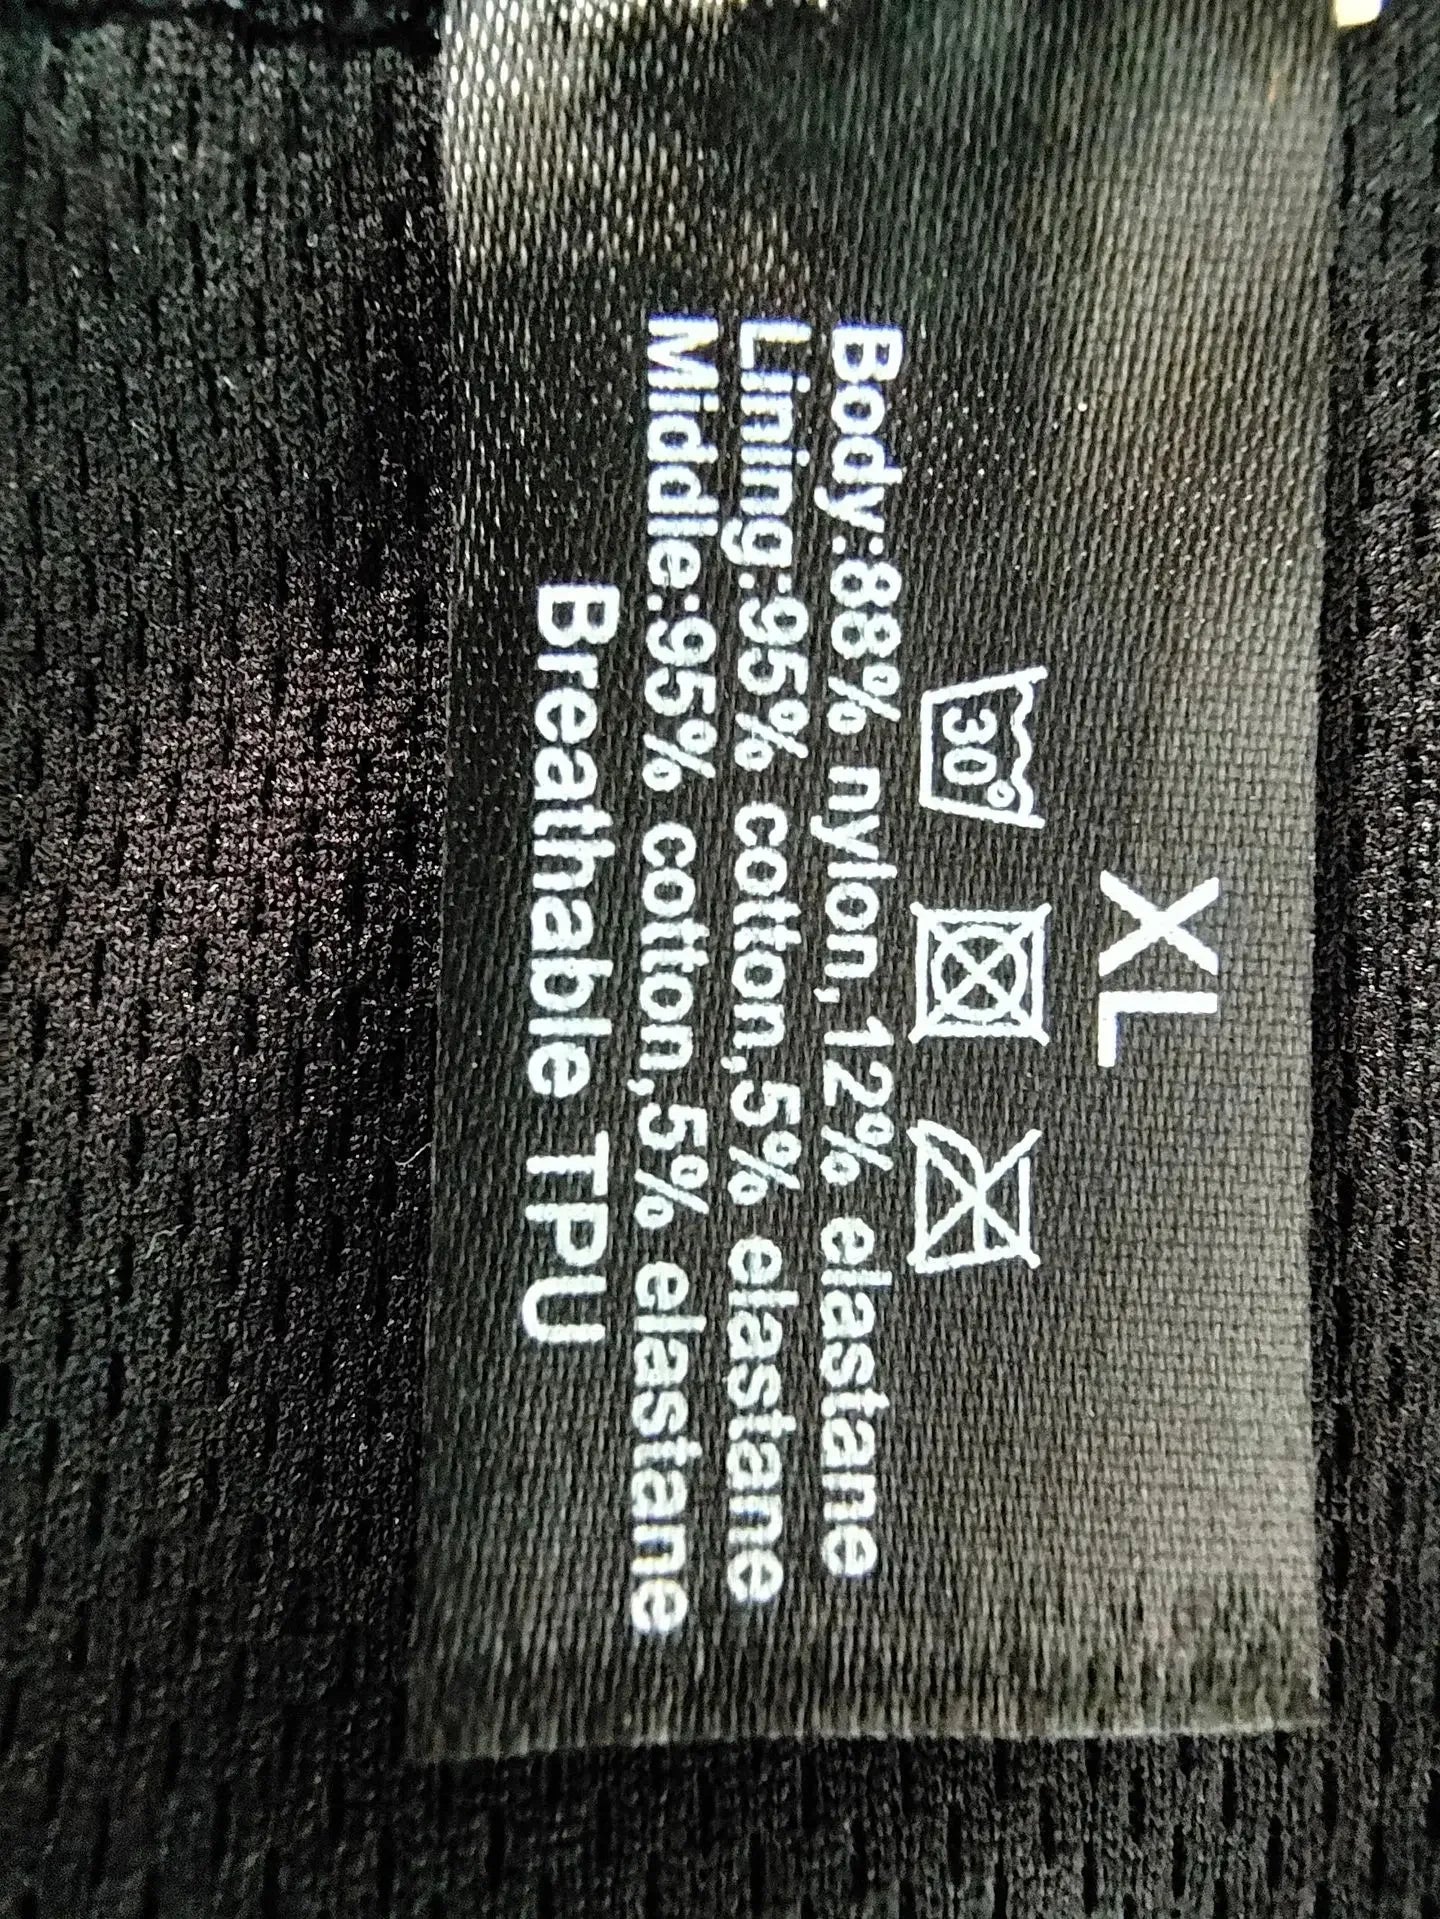 XL
30°
Body:88% nylon,12% elastane
Lining:95% cotton,5% elastane
Middle:95% cotton,5% elastane
Breathable TPU